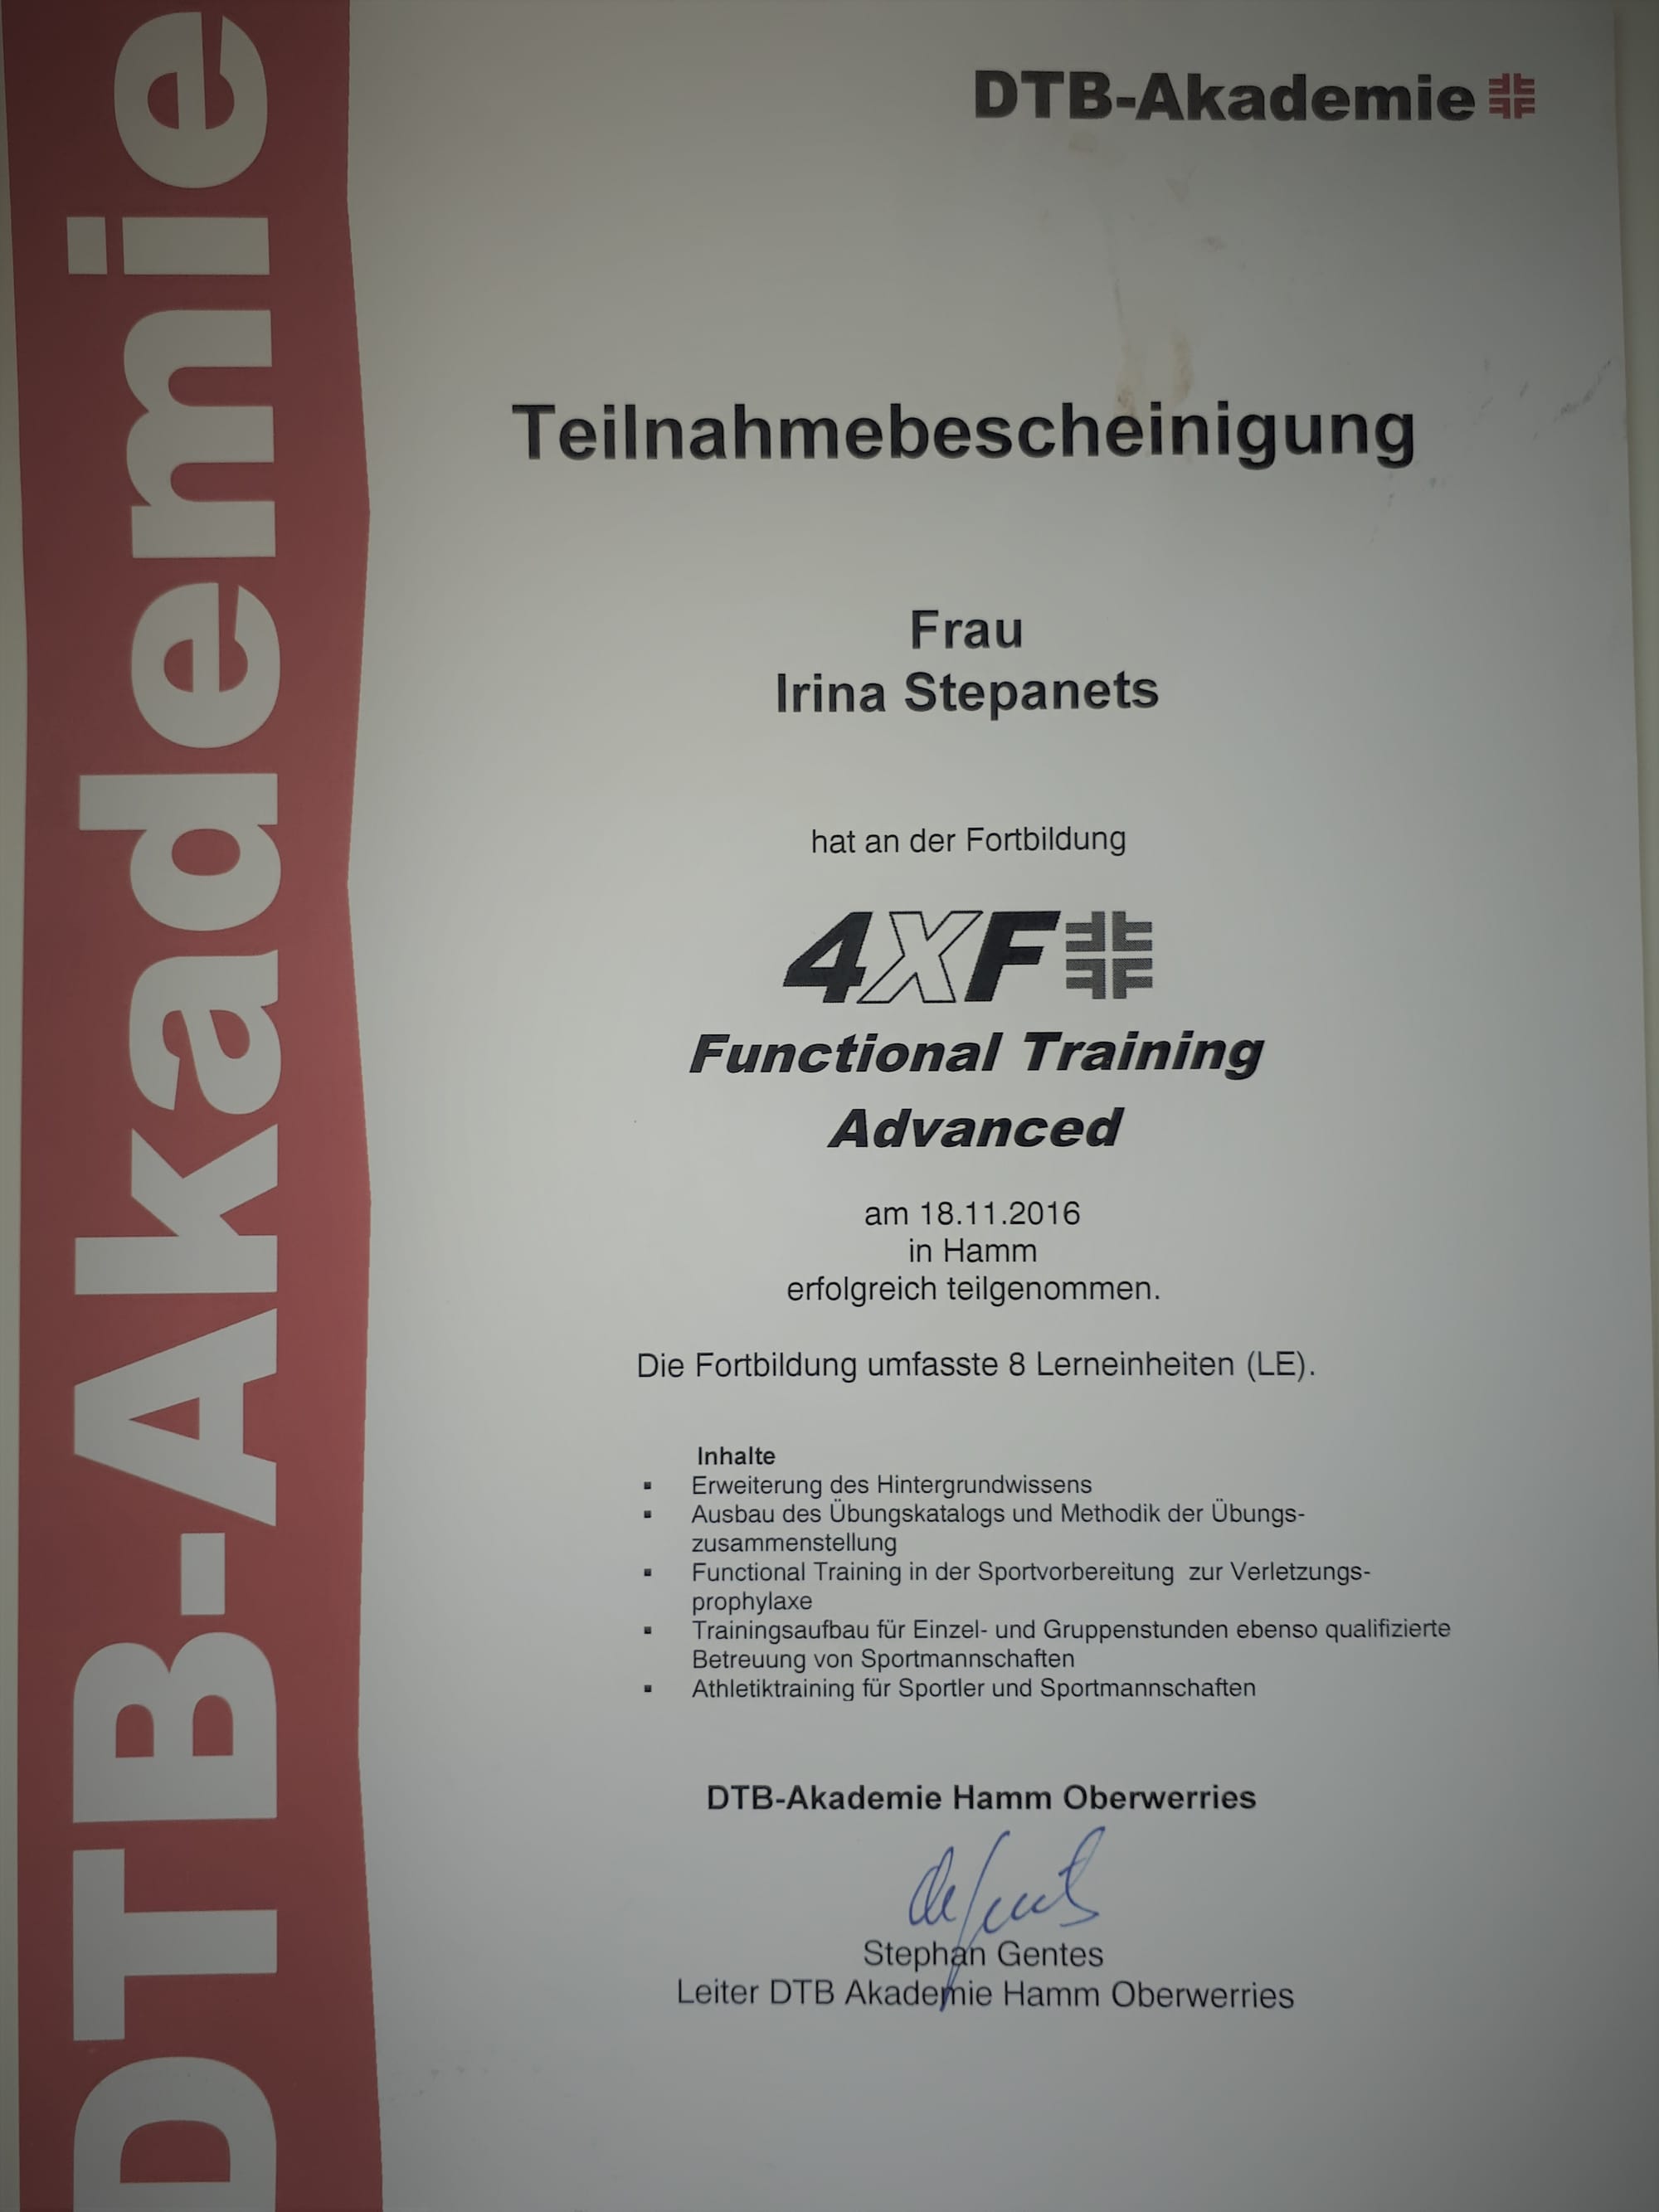 DTB-Akademie
DTB-Akademie
Teilnahmebescheinigung
Frau
Irina Stepanets
hat an der Fortbildung
4XF
Functional Training
Advanced
am 18.11.2016
in Hamm
erfolgreich teilgenommen.
Die Fortbildung umfasste 8 Lerneinheiten (LE).
Inhalte
▪ Erweiterung des Hintergrundwissens
▪ Ausbau des Übungskatalogs und Methodik der Übungs-
zusammenstellung
▪ Functional Training in der Sportvorbereitung zur Verletzungs-
prophylaxe
▪ Trainingsaufbau für Einzel- und Gruppenstunden ebenso qualifizierte
Betreuung von Sportmannschaften
▪ Athletiktraining für Sportler und Sportmannschaften
DTB-Akademie Hamm Oberwerries
Stephan Gentes
Leiter DTB Akademie Hamm Oberwerries